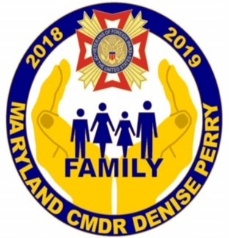 2018
2019
FAMILY
MARYLAND CMDR DENISE PERRY